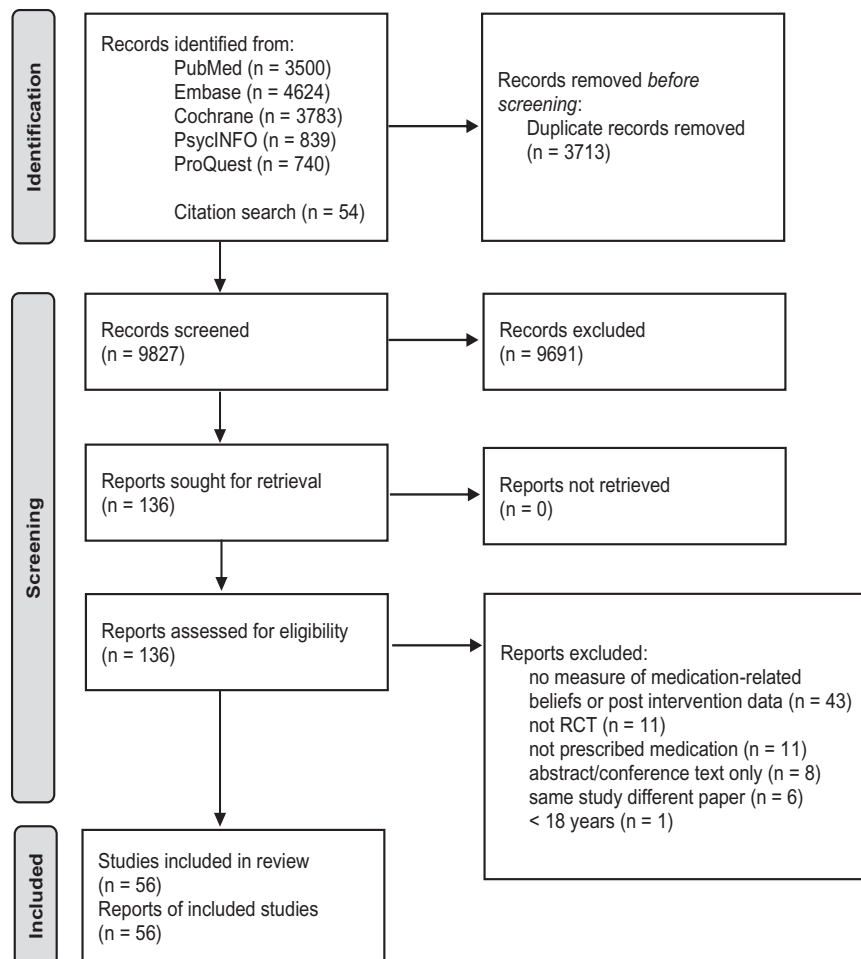 Identification
Records identified from:
PubMed (n = 3500)
Embase (n = 4624)
Cochrane (n = 3783)
PsycINFO (n = 839)
ProQuest (n = 740)
Citation search (n = 54)
Records removed before
screening:
Duplicate records removed
(n = 3713)
Screening
Records screened
(n = 9827)
Records excluded
(n = 9691)
Reports sought for retrieval
(n = 136)
Reports not retrieved
(n = 0)
Reports assessed for eligibility
(n = 136)
Reports excluded:
no measure of medication-related
beliefs or post intervention data (n = 43)
not RCT (n = 11)
not prescribed medication (n = 11)
abstract/conference text only (n = 8)
same study different paper (n = 6)
< 18 years (n = 1)
Included
Studies included in review
(n = 56)
Reports of included studies
(n = 56)